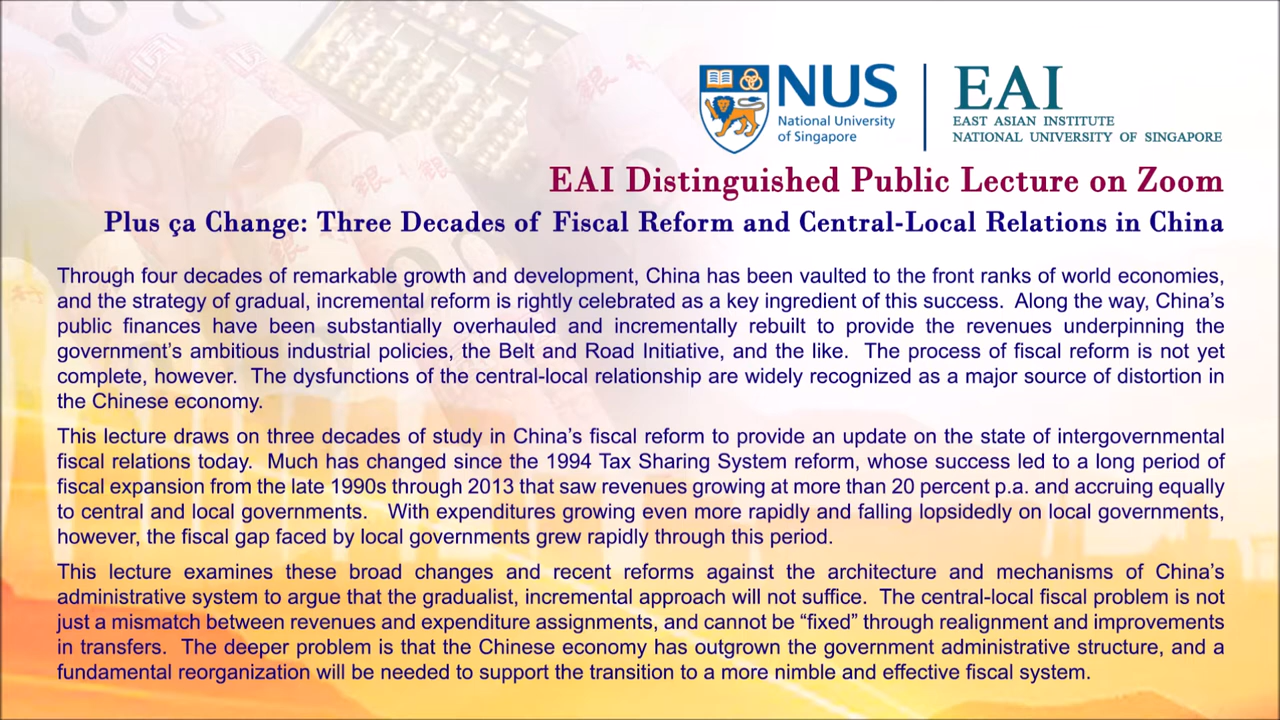 NUS
National University
of Singapore
EAI
EAST ASIAN INSTITUTE
NATIONAL UNIVERSITY OF SINGAPORE
EAI Distinguished Public Lecture on Zoom
Plus ça Change: Three Decades of Fiscal Reform and Central-Local Relations in China
Through four decades of remarkable growth and development, China has been vaulted to the front ranks of world economies,
and the strategy of gradual, incremental reform is rightly celebrated as a key ingredient of this success. Along the way, China's
public finances have been substantially overhauled and incrementally rebuilt to provide the revenues underpinning the
government's ambitious industrial policies, the Belt and Road Initiative, and the like. The process of fiscal reform is not yet
complete, however. The dysfunctions of the central-local relationship are widely recognized as a major source of distortion in
the Chinese economy.
This lecture draws on three decades of study in China's fiscal reform to provide an update on the state of intergovernmental
fiscal relations today. Much has changed since the 1994 Tax Sharing System reform, whose success led to a long period of
fiscal expansion from the late 1990s through 2013 that saw revenues growing at more than 20 percent p.a. and accruing equally
to central and local governments. With expenditures growing even more rapidly and falling lopsidedly on local governments,
however, the fiscal gap faced by local governments grew rapidly through this period.
This lecture examines these broad changes and recent reforms against the architecture and mechanisms of China's
administrative system to argue that the gradualist, incremental approach will not suffice. The central-local fiscal problem is not
just a mismatch between revenues and expenditure assignments, and cannot be “fixed” through realignment and improvements
in transfers. The deeper problem is that the Chinese economy has outgrown the government administrative structure, and a
fundamental reorganization will be needed to support the transition to a more nimble and effective fiscal system.